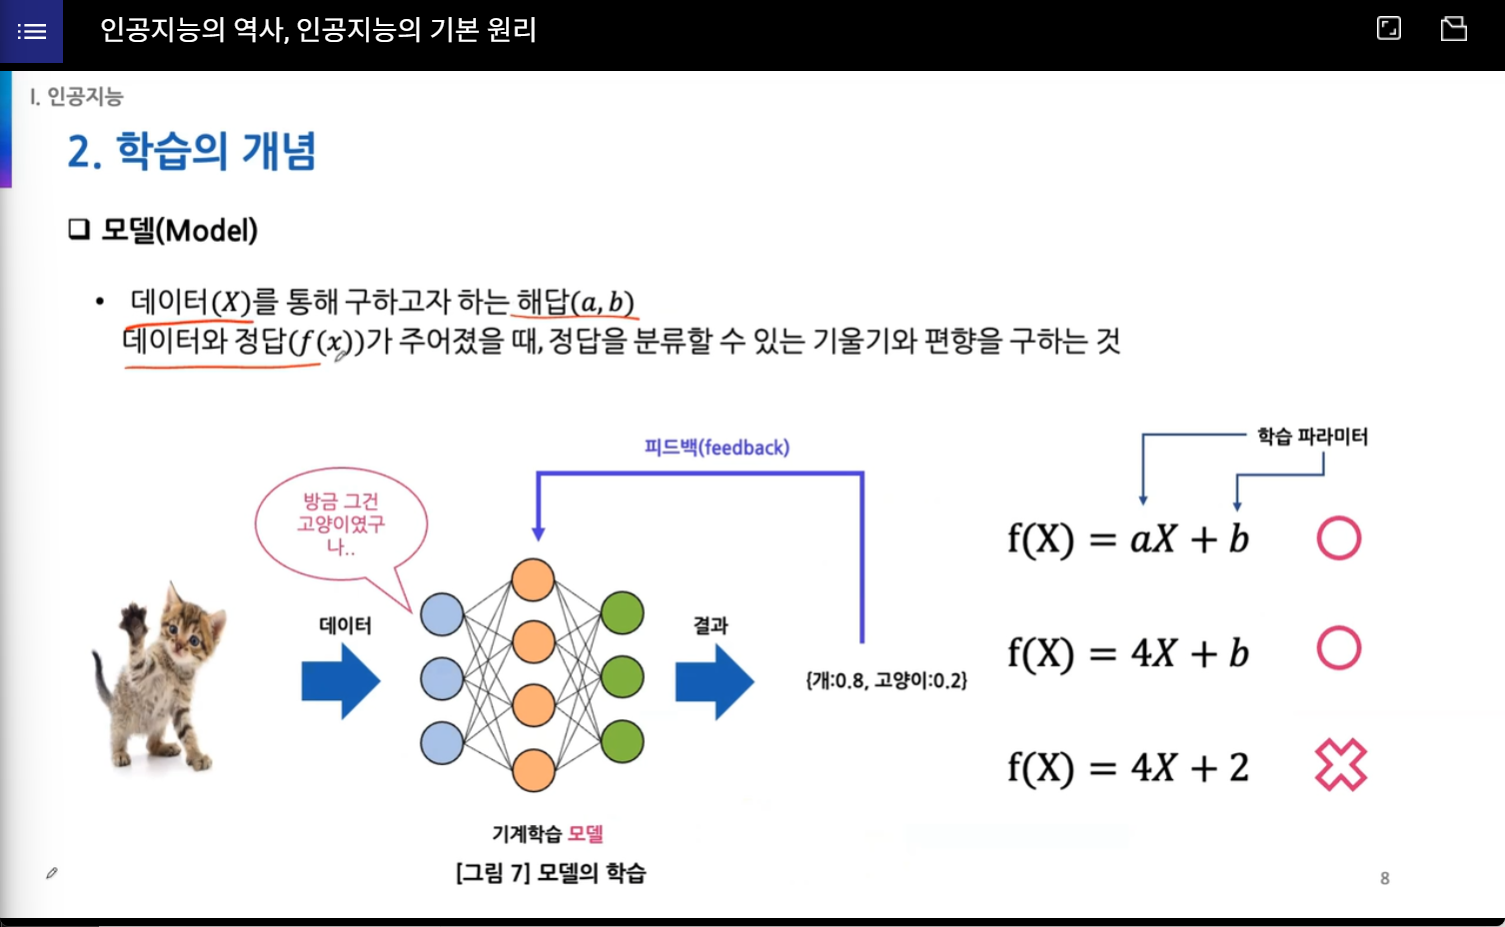 인공지능의 역사, 인공지능의 기본 원리
I. 인공지능
2. 학습의 개념
❏ 모델(Model)
• 데이터(X)를 통해 구하고자 하는 해답(a, b)
데이터와 정답(f(x))가 주어졌을 때, 정답을 분류할 수 있는 기울기와 편향을 구하는 것
피드백(feedback)
학습 파라미터
방금 그건
고양이였구
나..
데이터
결과
{개:0.8, 고양이:0.2}
f(X) = aX + b
f(X) = 4X + b
f(X) = 4X + 2
기계학습 모델
[그림 7] 모델의 학습
8